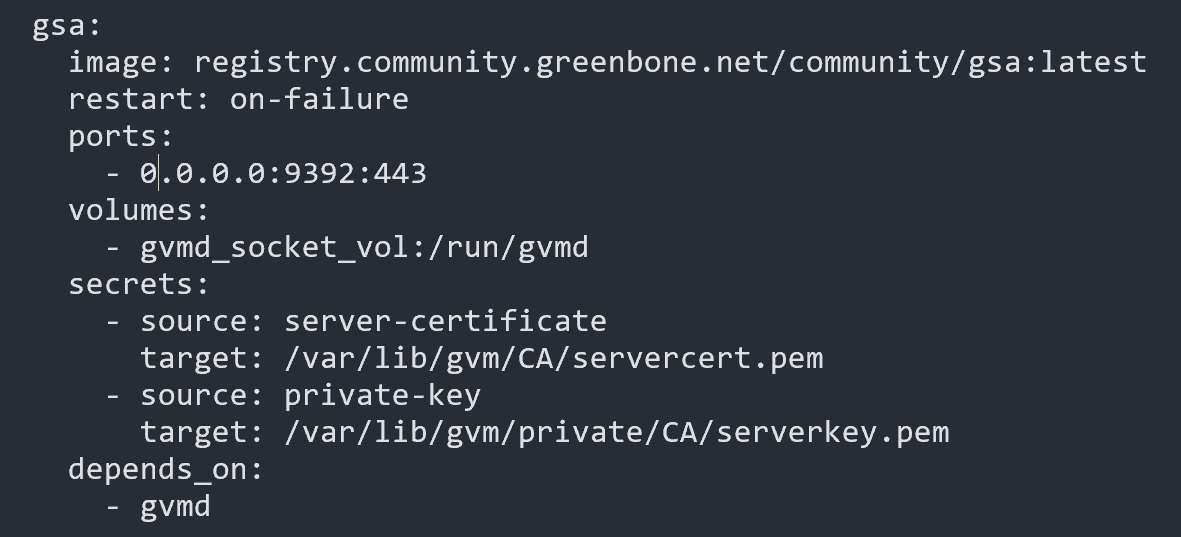 gsa:
  image: registry.community.greenbone.net/community/gsa:latest
  restart: on-failure
  ports:
    - 0.0.0.0:9392:443
  volumes:
    - gvmd_socket_vol:/run/gvmd
  secrets:
    - source: server-certificate
      target: /var/lib/gvm/CA/servercert.pem
    - source: private-key
      target: /var/lib/gvm/private/CA/serverkey.pem
  depends_on:
    - gvmd